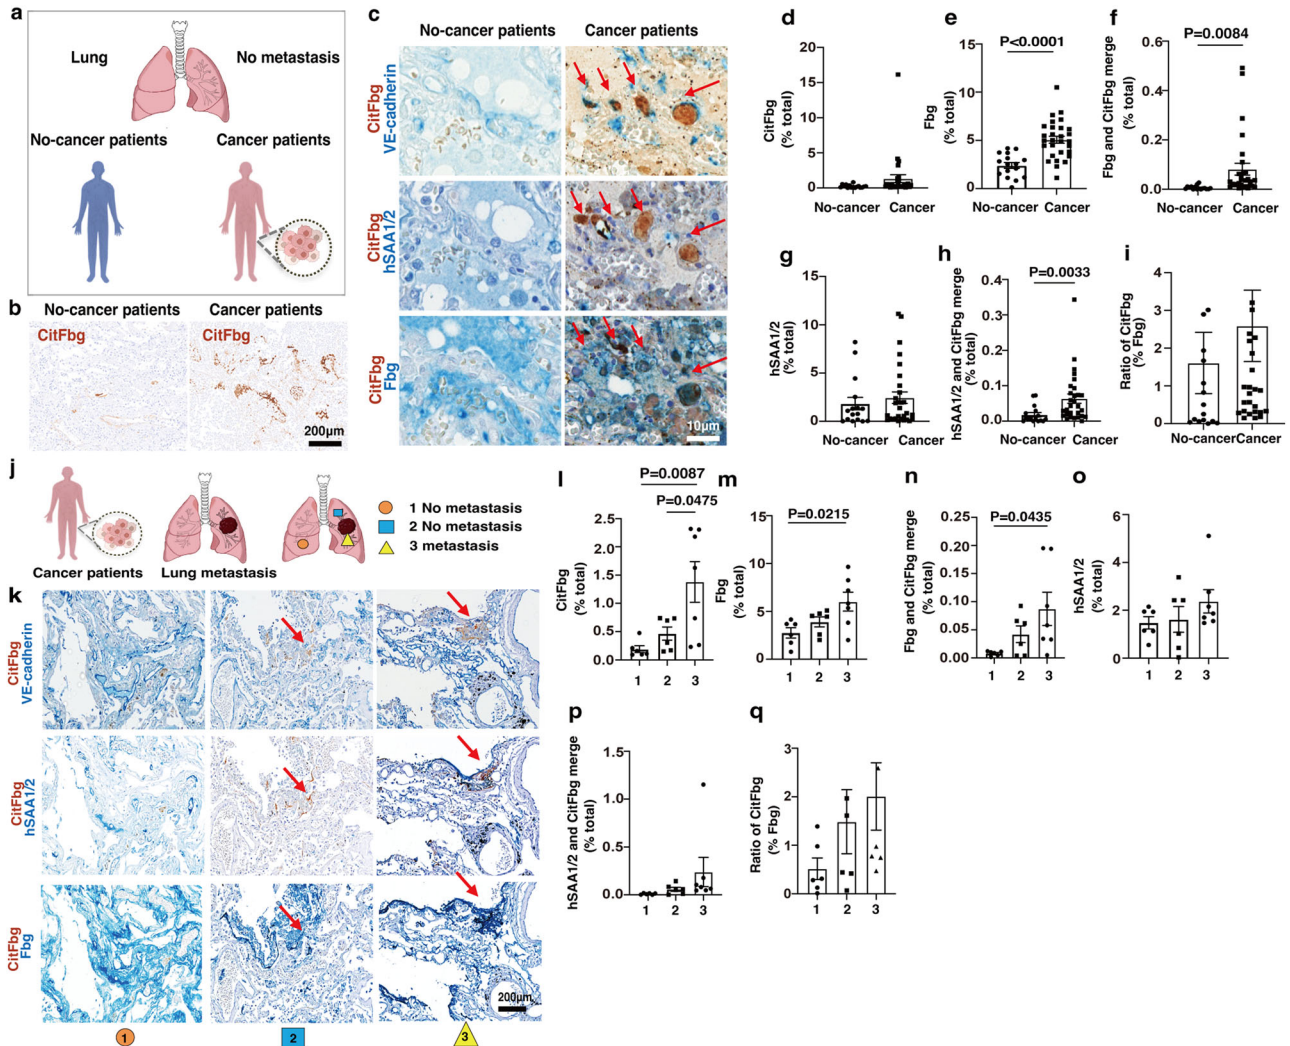 a
Lung
No metastasis
No-cancer patients
Cancer patients
b
No-cancer patients
Cancer patients
CitFbg
CitFbg
200μm
c
No-cancer patients
Cancer patients
CitFbg
VE-cadherin
CitFbg
hSAA1/2
CitFbg
Fbg
10μm
d
CitFbg
(% total)
20
15
10
5
0
No-cancer
Cancer
e
P<0.0001
Fbg
(% total)
15
10
5
0
No-cancer
Cancer
f
P=0.0084
Fbg and CitFbg merge
(% total)
0.6
0.4
0.2
0.0
No-cancer
Cancer
g
hSAA1/2
(% total)
15
10
5
0
No-cancer
Cancer
h
P=0.0033
hSAA1/2 and CitFbg merge
(% total)
0.4
0.3
0.2
0.1
0.0
No-cancer
Cancer
i
Ratio of CitFbg
(% Fbg)
4
3
2
1
0
No-cancer
Cancer
j
Cancer patients
Lung metastasis
1 No metastasis
2 No metastasis
3 metastasis
k
CitFbg
VE-cadherin
CitFbg
hSAA1/2
CitFbg
Fbg
200μm
1
2
3
l
P=0.0087
P=0.0475
CitFbg
(% total)
2.5
2.0
1.5
1.0
0.5
0.0
1
2
3
m
P=0.0215
Fbg
(% total)
15
10
5
0
1
2
3
n
P=0.0435
Fbg and CitFbg merge
(% total)
0.25
0.20
0.15
0.10
0.05
0.00
1
2
3
o
hSAA1/2
(% total)
6
4
2
0
1
2
3
p
hSAA1/2 and CitFbg merge
(% total)
1.5
1.0
0.5
0.0
1
2
3
q
Ratio of CitFbg
(% Fbg)
3
2
1
0
1
2
3